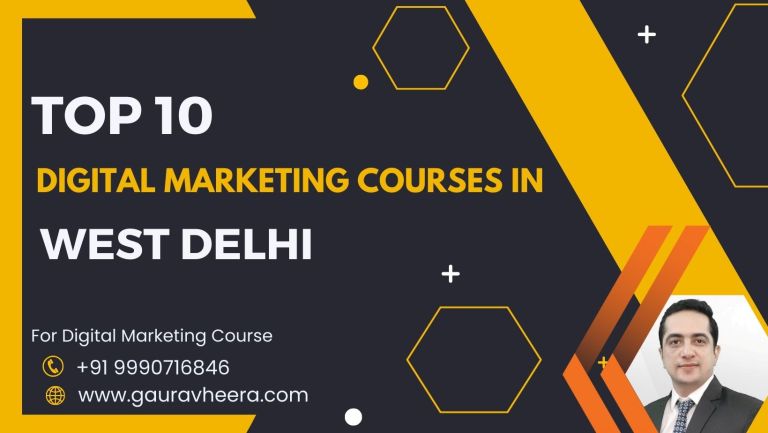 TOP 10
DIGITAL MARKETING COURSES IN
WEST DELHI
For Digital Marketing Course
+91 9990716846
www.gauravheera.com